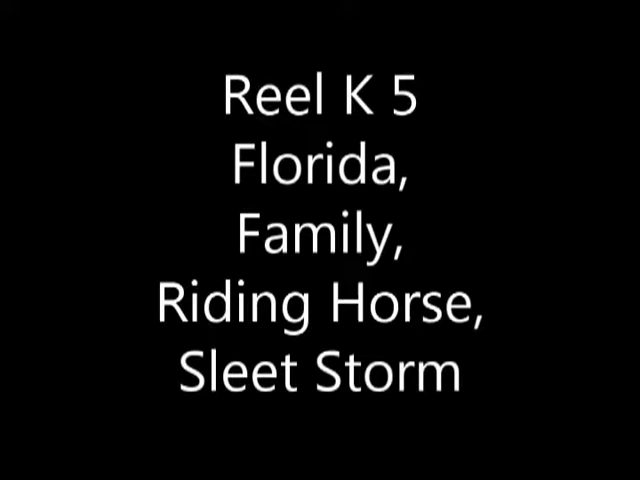 Reel K 5
Florida,
Family,
Riding Horse,
Sleet Storm